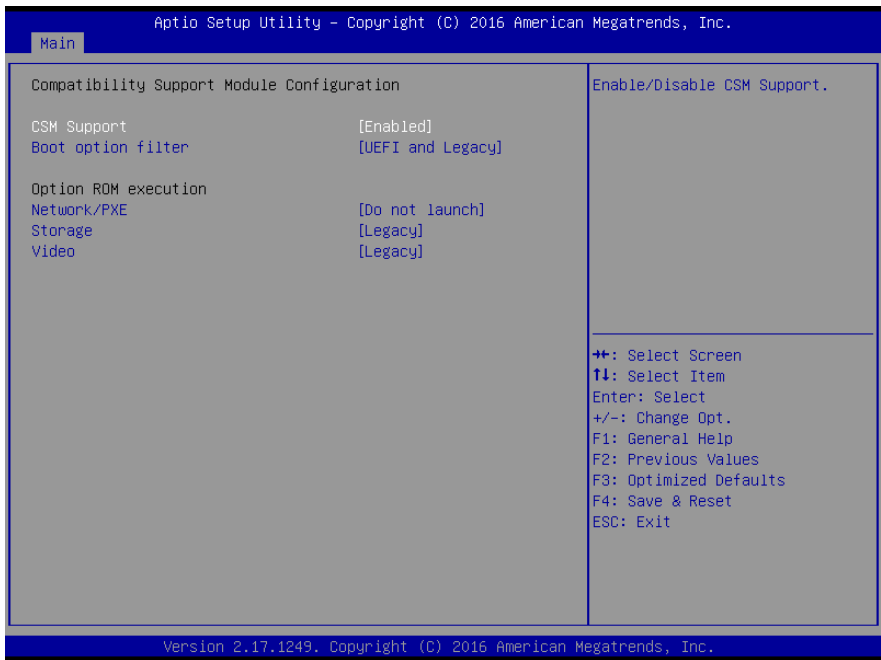 Aptio Setup Utility – Copyright (C) 2016 American Megatrends, Inc.
Main
Compatibility Support Module Configuration
CSM Support [Enabled]
Boot option filter [UEFI and Legacy]
Option ROM execution
Network/PXE [Do not launch]
Storage [Legacy]
Video [Legacy]
Enable/Disable CSM Support.
→←: Select Screen
↑↓: Select Item
Enter: Select
+/-: Change Opt.
F1: General Help
F2: Previous Values
F3: Optimized Defaults
F4: Save & Reset
ESC: Exit
Version 2.17.1249. Copyright (C) 2016 American Megatrends, Inc.